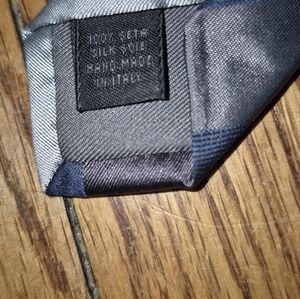 100% SETA
SILK SOIE
HAND MADE
IN ITALY